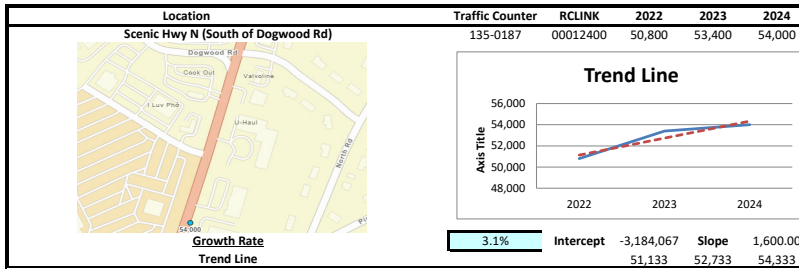 Location Traffic Counter RCLINK 2022 2023 2024
Scenic Hwy N (South of Dogwood Rd) 135-0187 00012400 50,800 53,400 54,000
Dogwood Rd
Cook Out
Valvoline
I Luv Phở
U-Haul
North Rd
54,000
Trend Line
Axis Title
56,000
54,000
52,000
50,000
48,000
2022 2023 2024
Growth Rate 3.1% Intercept -3,184,067 Slope 1,600.00
Trend Line 51,133 52,733 54,333